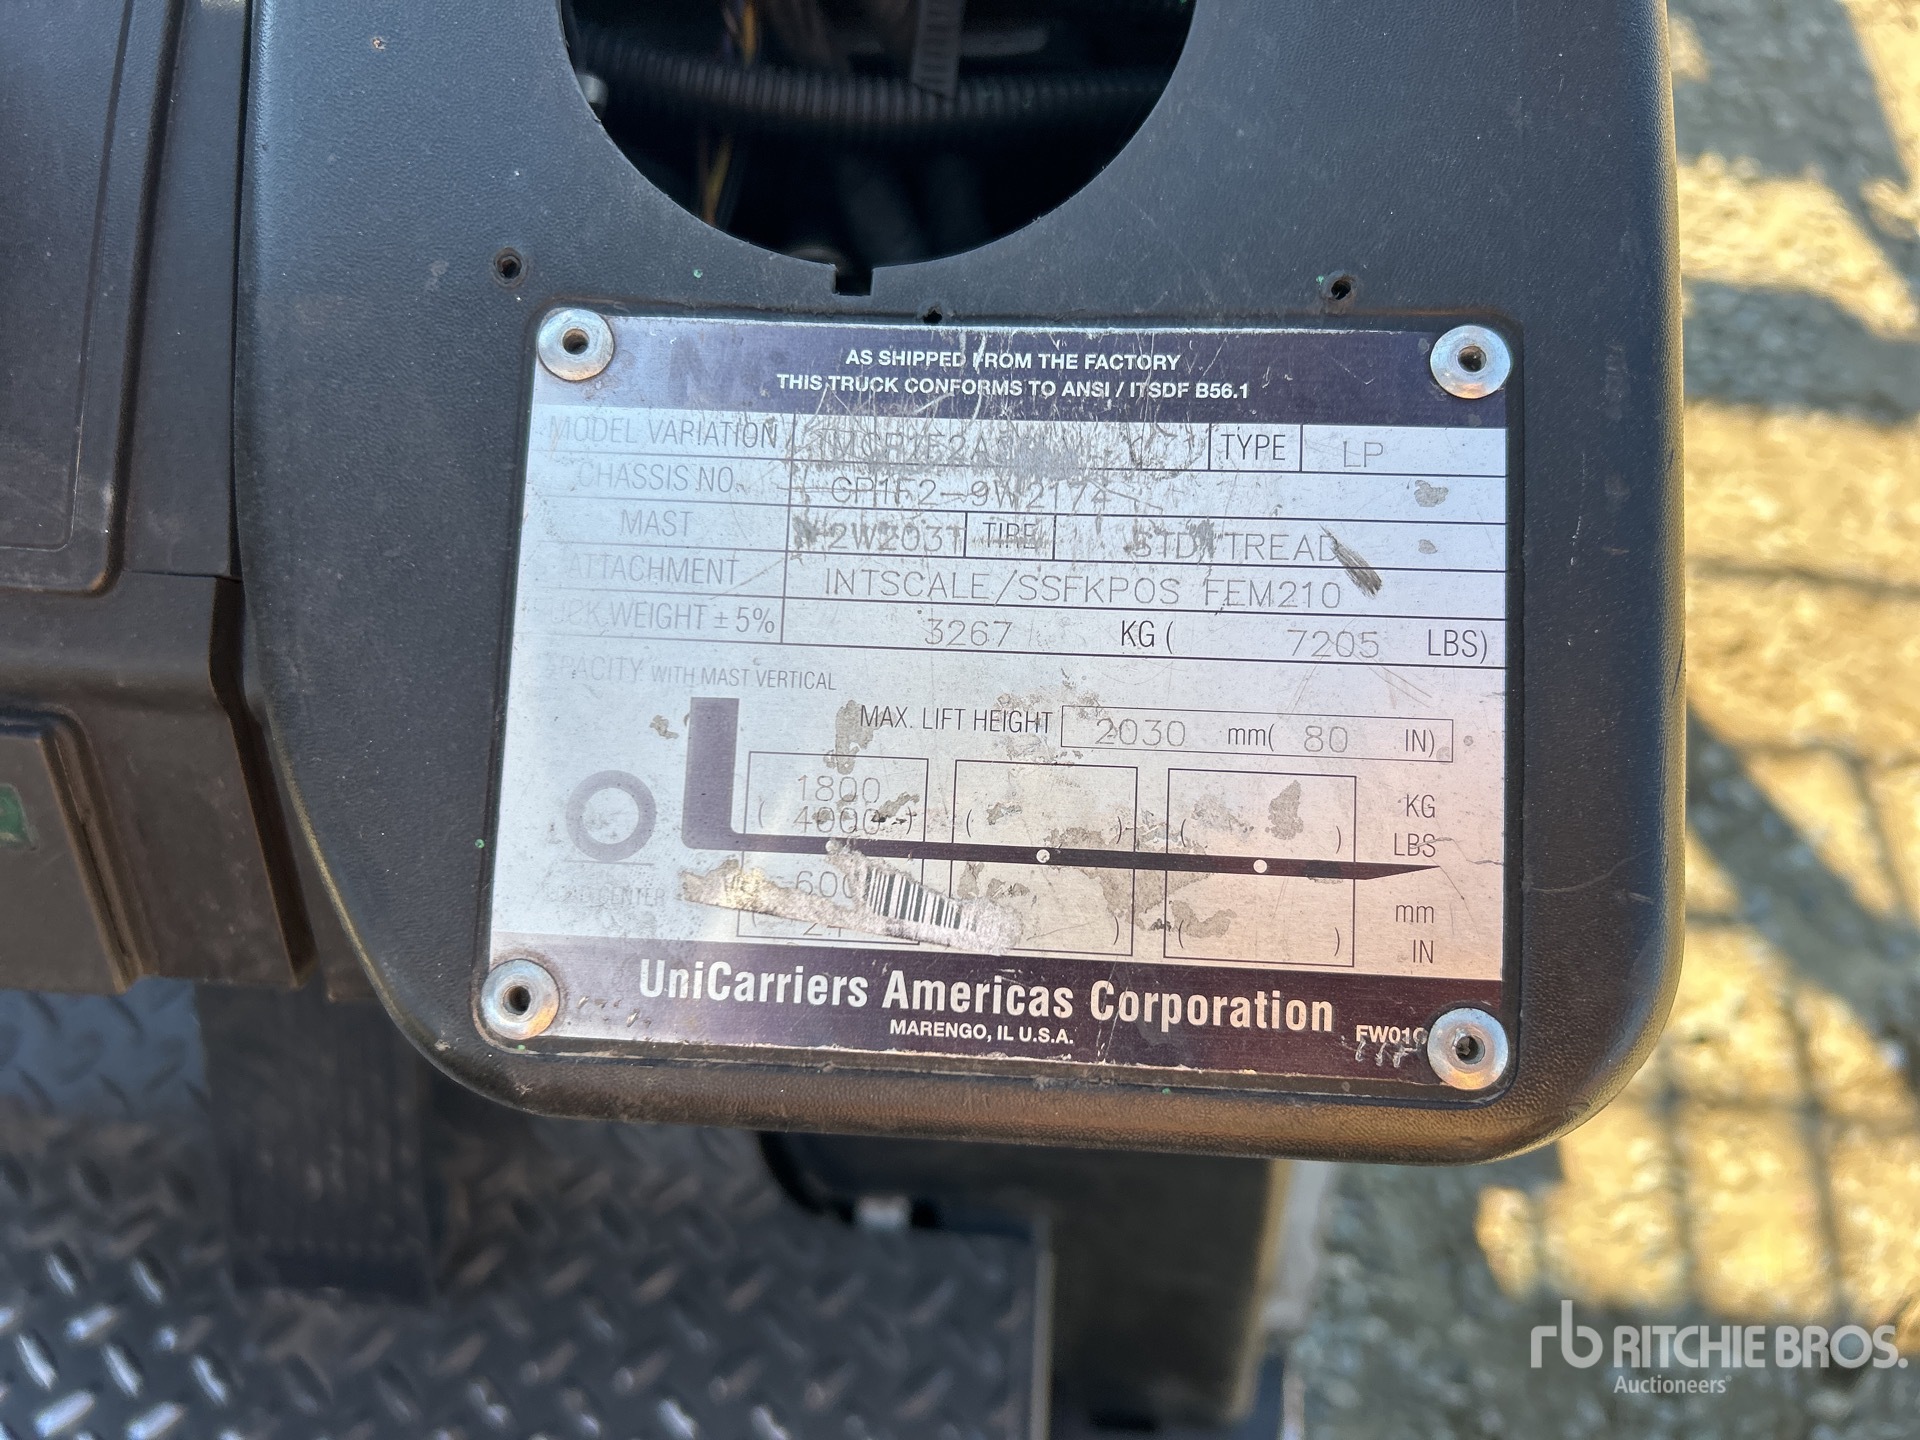 AS SHIPPED FROM THE FACTORY
THIS TRUCK CONFORMS TO ANSI / ITSDF B56.1
MODEL VARIATION TYPE LP
CHASSIS NO. CP1F2-9W2174
MAST TIRE STD TREAD
ATTACHMENT INTSCALE/SSFKPOS FEM210
WEIGHT ± 5% 3267 KG ( 7205 LBS)
WITH MAST VERTICAL
MAX. LIFT HEIGHT 2030 mm( 80 IN)
1800 KG
( 4000 ) ( ) ( ) LBS
mm
( ) ( ) IN
UniCarriers Americas Corporation
MARENGO, IL U.S.A.
rb RITCHIE BROS.
Auctioneers